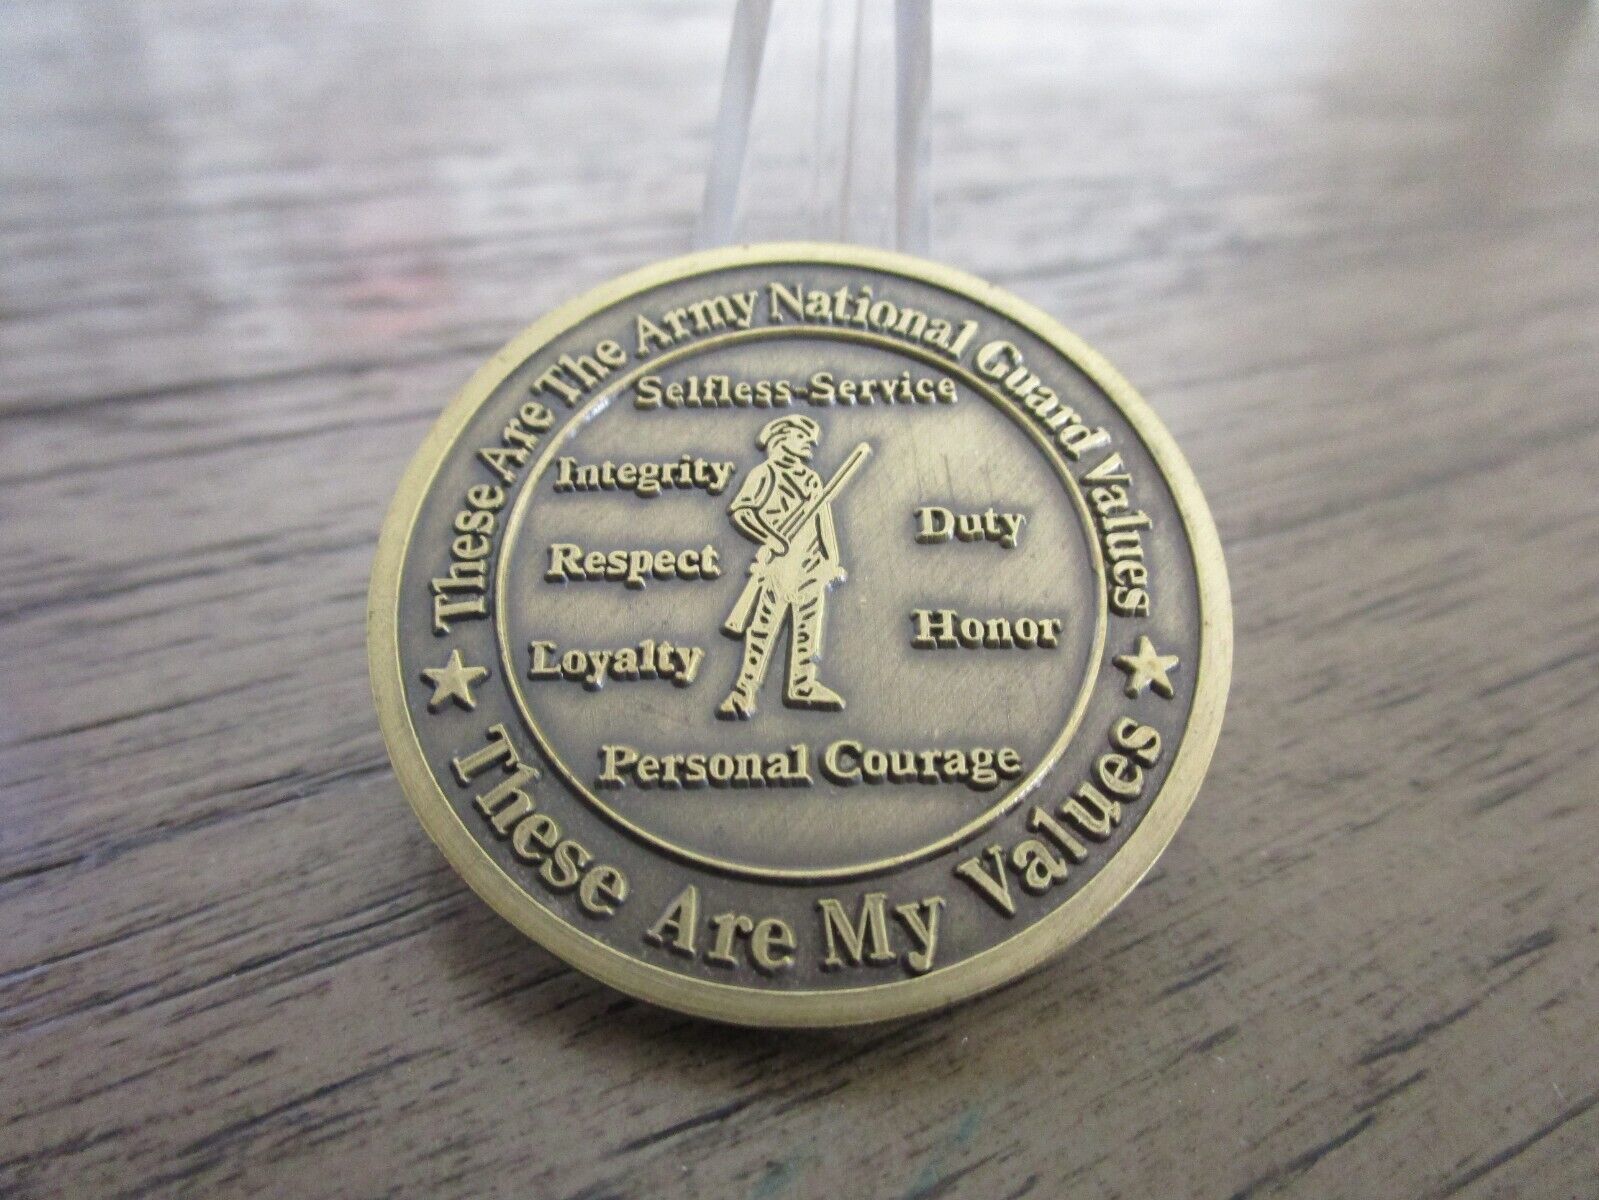 These Are The Army National Guard Values
Selfless-Service
Integrity
Respect
Loyalty
Duty
Honor
Personal Courage
These Are My Values